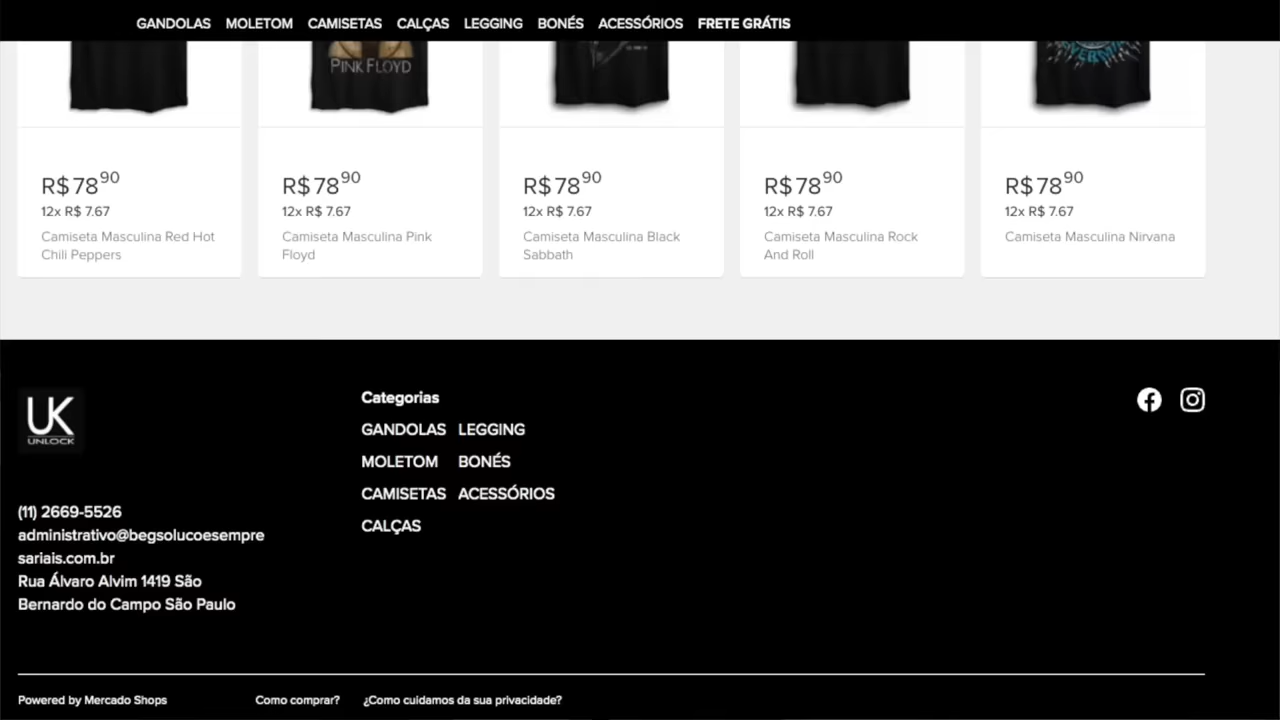 GANDOLAS MOLETOM CAMISETAS CALÇAS LEGGING BONÉS ACESSÓRIOS FRETE GRÁTIS
PINK FLOYD
R$ 78 90
12x R$ 7.67
Camiseta Masculina Red Hot
Chili Peppers
R$ 78 90
12x R$ 7.67
Camiseta Masculina Pink
Floyd
R$ 78 90
12x R$ 7.67
Camiseta Masculina Black
Sabbath
R$ 78 90
12x R$ 7.67
Camiseta Masculina Rock
And Roll
R$ 78 90
12x R$ 7.67
Camiseta Masculina Nirvana
UK
UNLOCK
(11) 2669-5526
administrativo@begsolucoesempre
sariais.com.br
Rua Álvaro Alvim 1419 São
Bernardo do Campo São Paulo
Categorias
GANDOLAS LEGGING
MOLETOM BONÉS
CAMISETAS ACESSÓRIOS
CALÇAS
Powered by Mercado Shops Como comprar? ¿Como cuidamos da sua privacidade?